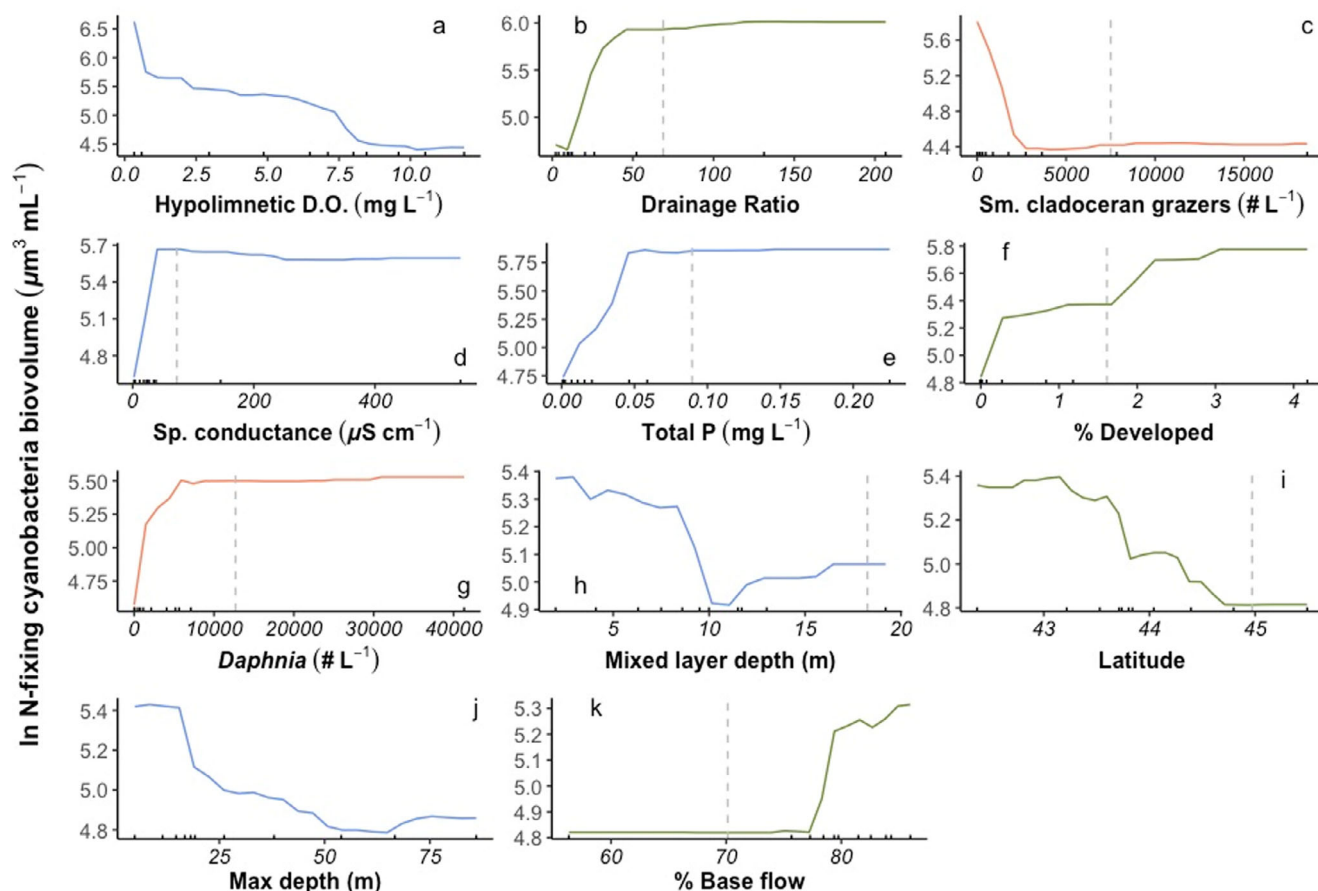 ln N-fixing cyanobacteria biovolume (µm³ mL⁻¹)
a
6.5
6.0
5.5
5.0
4.5
0.0 2.5 5.0 7.5 10.0
Hypolimnetic D.O. (mg L⁻¹)
b
6.0
5.5
5.0
0 50 100 150 200
Drainage Ratio
c
5.6
5.2
4.8
4.4
0 5000 10000 15000
Sm. cladoceran grazers (# L⁻¹)
d
5.7
5.4
5.1
4.8
0 200 400
Sp. conductance (µS cm⁻¹)
e
5.75
5.50
5.25
5.00
4.75
0.00 0.05 0.10 0.15 0.20
Total P (mg L⁻¹)
f
5.8
5.6
5.4
5.2
5.0
4.8
0 1 2 3 4
% Developed
g
5.50
5.25
5.00
4.75
0 10000 20000 30000 40000
Daphnia (# L⁻¹)
h
5.4
5.3
5.2
5.1
5.0
4.9
5 10 15 20
Mixed layer depth (m)
i
5.4
5.2
5.0
4.8
43 44 45
Latitude
j
5.4
5.2
5.0
4.8
25 50 75
Max depth (m)
k
5.3
5.2
5.1
5.0
4.9
4.8
60 70 80
% Base flow